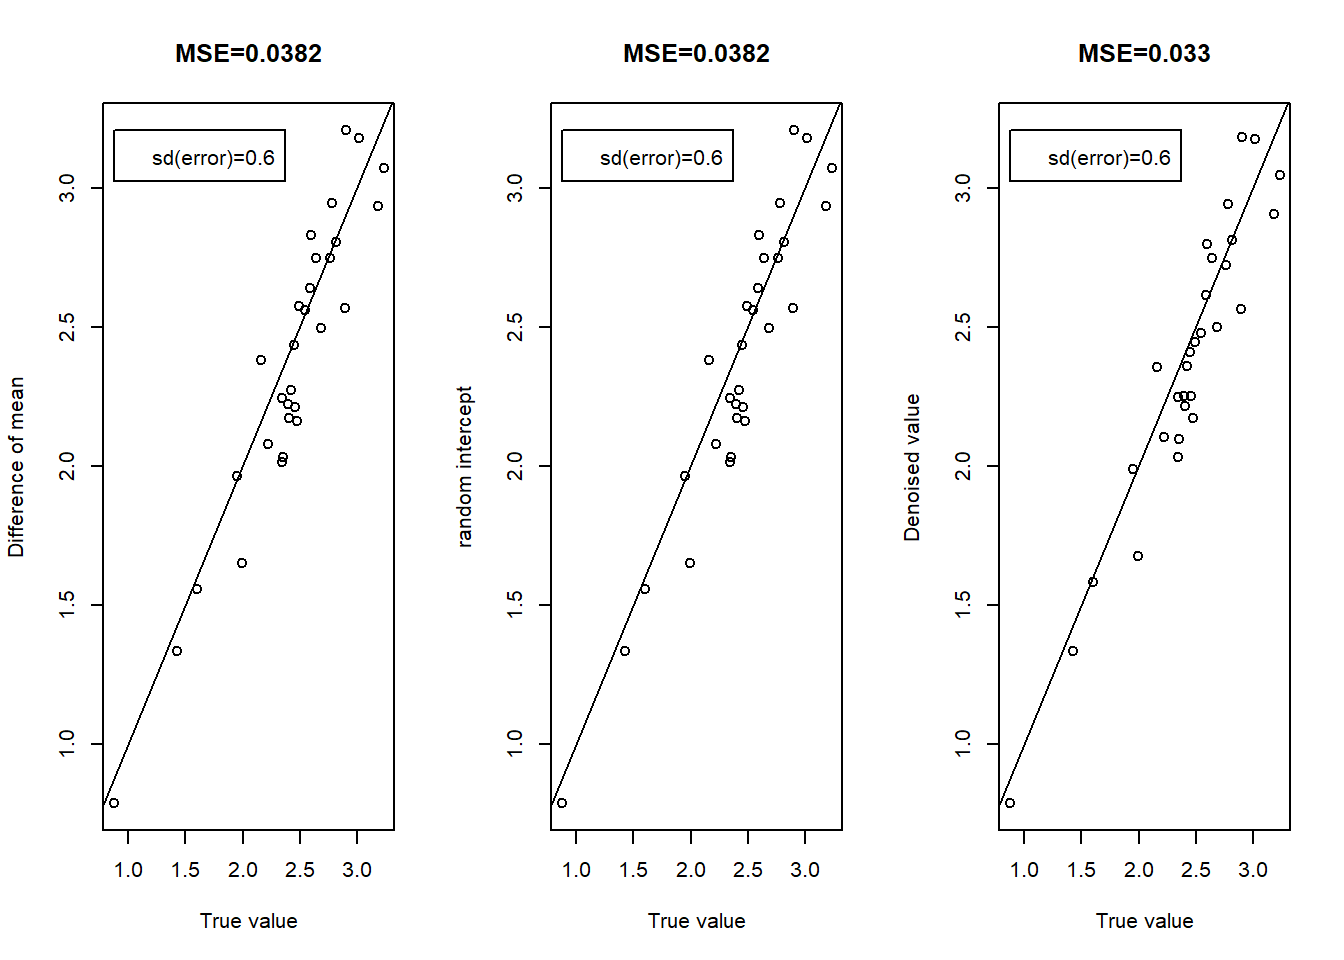 MSE=0.0382
sd(error)=0.6
Difference of mean
3.0
2.5
2.0
1.5
1.0
1.0 1.5 2.0 2.5 3.0
True value
MSE=0.0382
sd(error)=0.6
random intercept
3.0
2.5
2.0
1.5
1.0
1.0 1.5 2.0 2.5 3.0
True value
MSE=0.033
sd(error)=0.6
Denoised value
3.0
2.5
2.0
1.5
1.0
1.0 1.5 2.0 2.5 3.0
True value